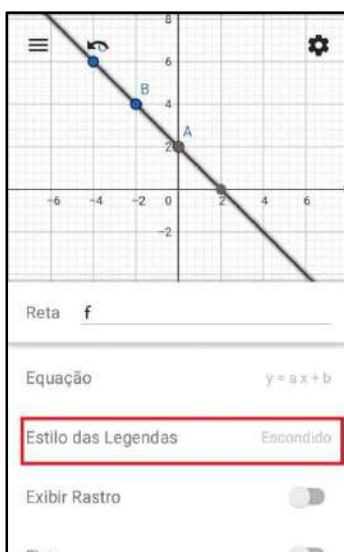 8
6
B
4
A
2
-6 -4 -2 0 2 4 6
-2
Reta f
Equação y = a x + b
Estilo das Legendas Escondido
Exibir Rastro